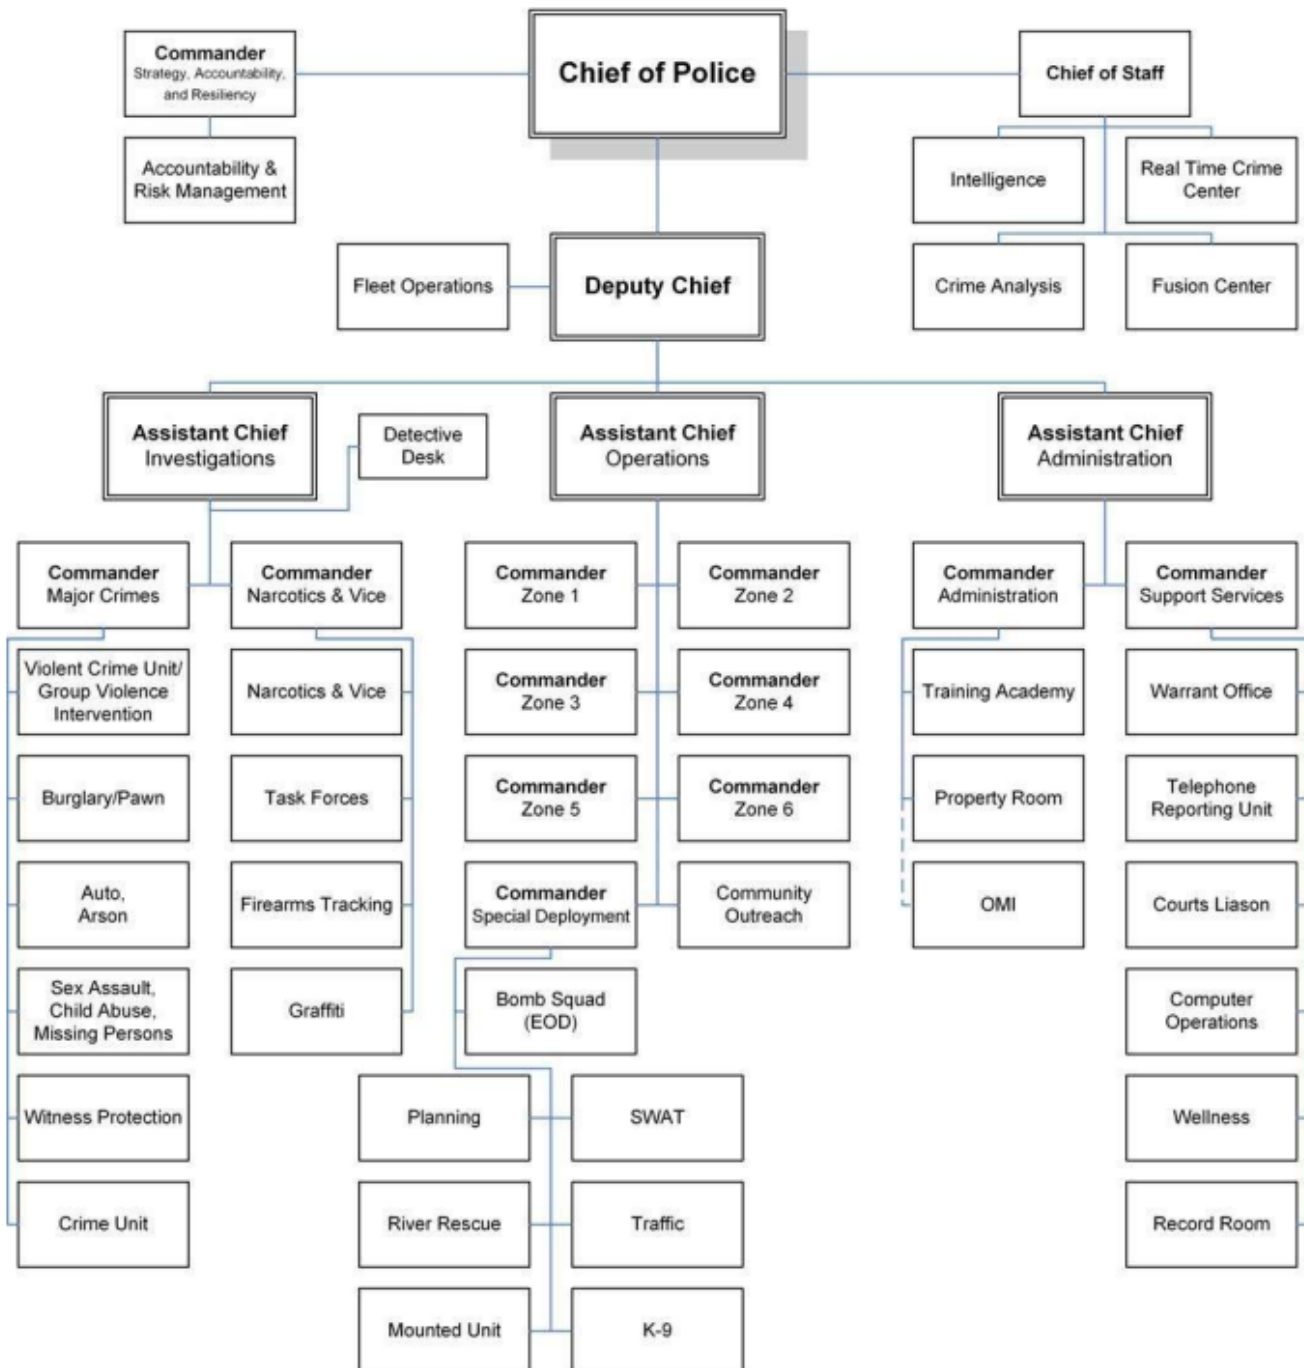 Commander
Strategy, Accountability,
and Resiliency
Chief of Police
Chief of Staff
Accountability &
Risk Management
Intelligence
Real Time Crime
Center
Fleet Operations
Deputy Chief
Crime Analysis
Fusion Center
Assistant Chief
Investigations
Detective
Desk
Assistant Chief
Operations
Assistant Chief
Administration
Commander
Major Crimes
Commander
Narcotics & Vice
Commander
Zone 1
Commander
Zone 2
Commander
Administration
Commander
Support Services
Violent Crime Unit/
Group Violence
Intervention
Narcotics & Vice
Commander
Zone 3
Commander
Zone 4
Training Academy
Warrant Office
Burglary/Pawn
Task Forces
Commander
Zone 5
Commander
Zone 6
Property Room
Telephone
Reporting Unit
Auto,
Arson
Firearms Tracking
Commander
Special Deployment
Community
Outreach
OMI
Courts Liason
Sex Assault,
Child Abuse,
Missing Persons
Graffiti
Bomb Squad
(EOD)
Computer
Operations
Witness Protection
Planning
SWAT
Wellness
Crime Unit
River Rescue
Traffic
Record Room
Mounted Unit
K-9